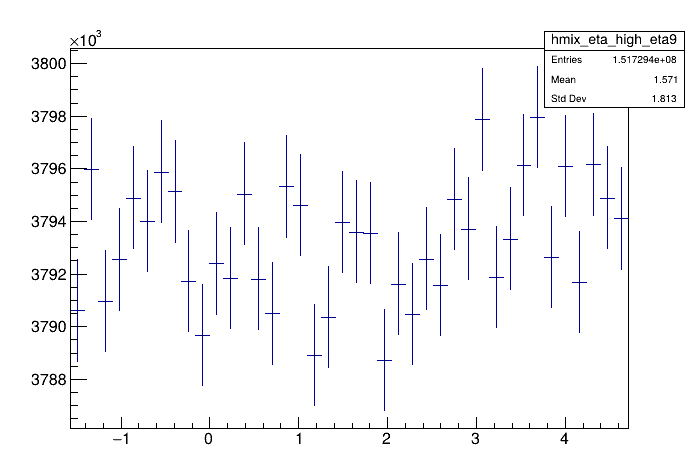 ×10³
hmix_eta_high_eta9
Entries 1.517294e+08
Mean 1.571
Std Dev 1.813
3800
3798
3796
3794
3792
3790
3788
−1 0 1 2 3 4